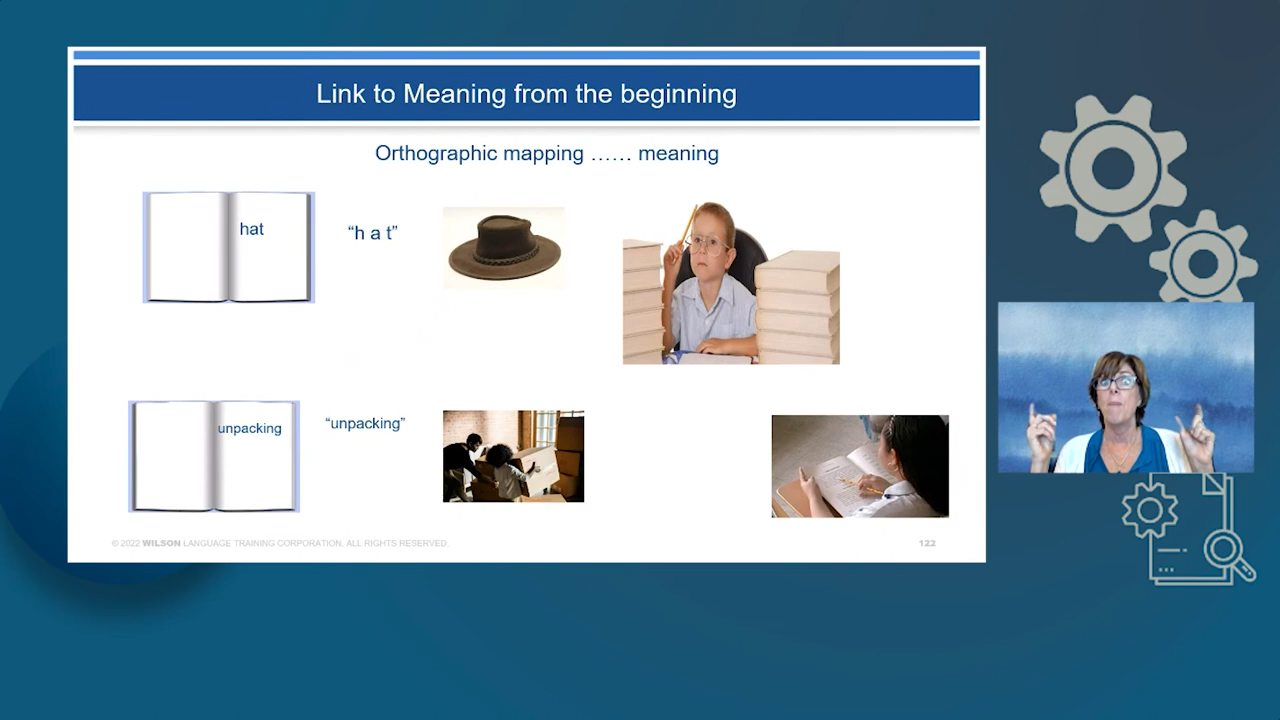 Link to Meaning from the beginning
Orthographic mapping …… meaning
hat
“h a t”
unpacking
“unpacking”
© 2022 WILSON LANGUAGE TRAINING CORPORATION. ALL RIGHTS RESERVED.
122